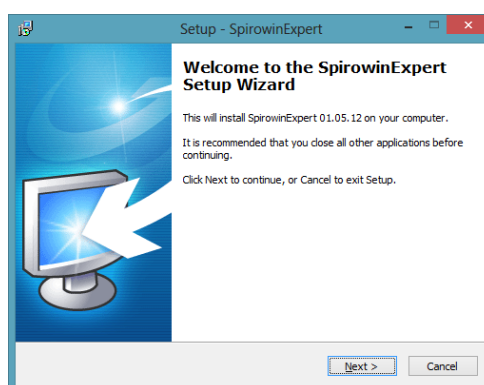 Setup - SpirowinExpert
Welcome to the SpirowinExpert
Setup Wizard
This will install SpirowinExpert 01.05.12 on your computer.
It is recommended that you close all other applications before
continuing.
Click Next to continue, or Cancel to exit Setup.
Next >
Cancel